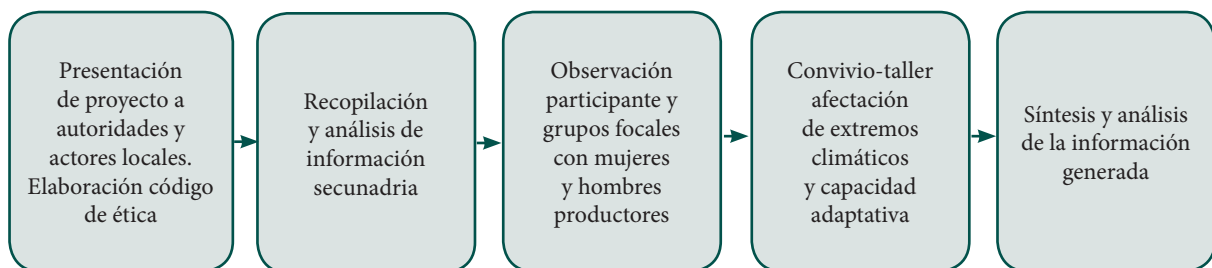 Presentación
de proyecto a
autoridades y
actores locales.
Elaboración código
de ética
Recopilación
y análisis de
información
secunadria
Observación
participante y
grupos focales
con mujeres
y hombres
productores
Convivio-taller
afectación
de extremos
climáticos
y capacidad
adaptativa
Síntesis y análisis
de la información
generada